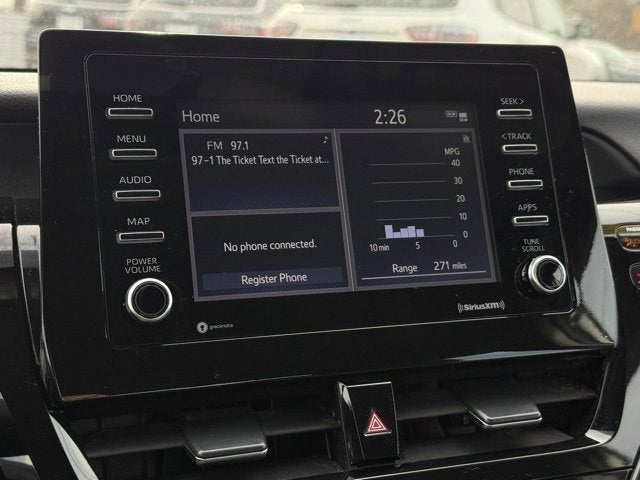 HOME
MENU
AUDIO
MAP
POWER
VOLUME
Home
2:26
DCM
FM 97.1
97-1 The Ticket Text the Ticket at...
No phone connected.
Register Phone
MPG
40
30
20
10
0
0
10 min 5
Range 271 miles
SEEK >
< TRACK
PHONE
APPS
TUNE
SCROLL
gracenote
((SiriusXM))